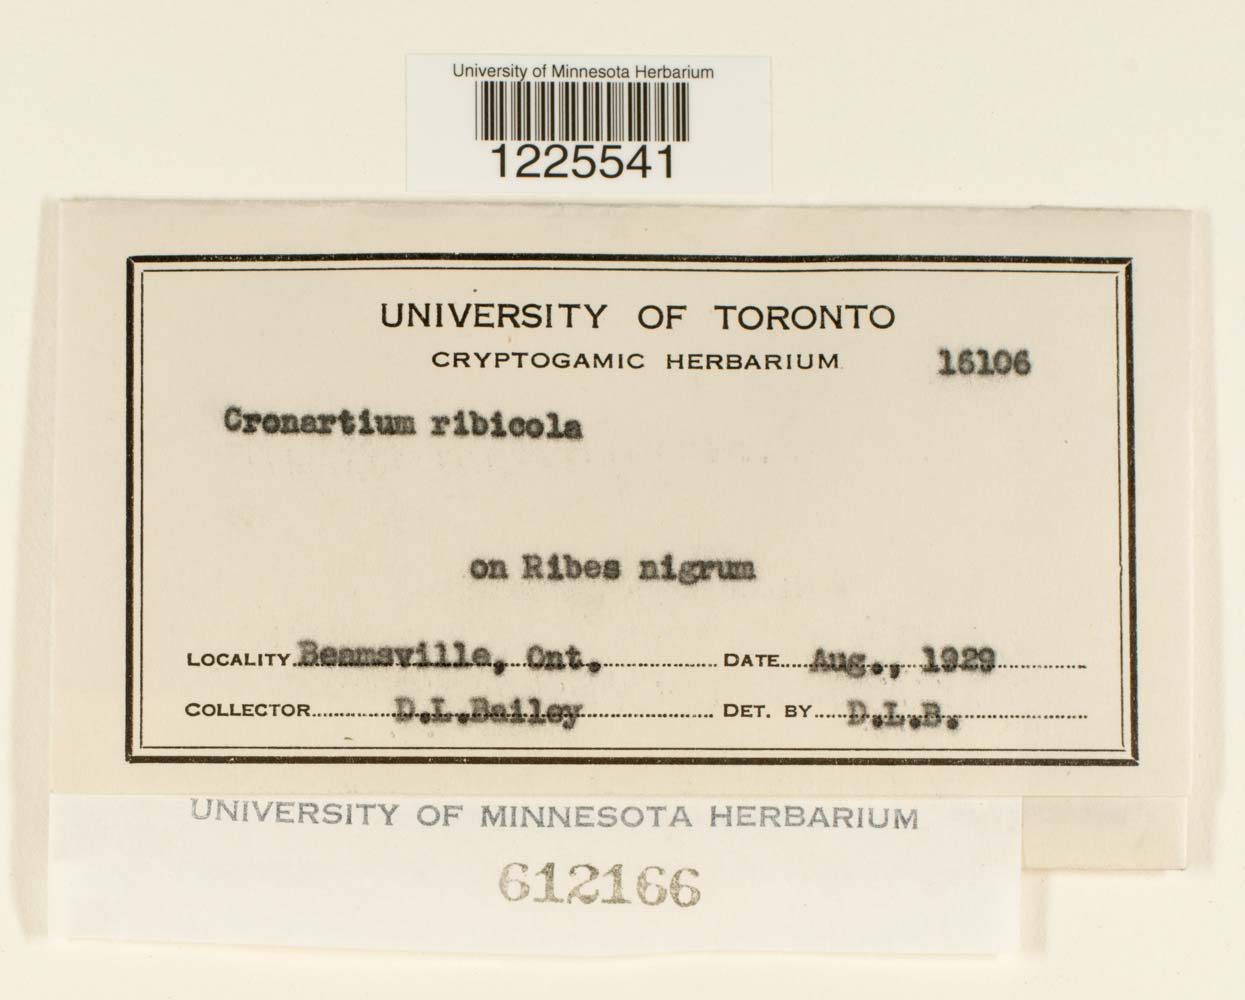 University of Minnesota Herbarium
1225541
UNIVERSITY OF TORONTO
CRYPTOGAMIC HERBARIUM
16106
Cronartium ribicola
on Ribes nigrum
LOCALITY Beamsville, Ont. DATE Aug., 1929
COLLECTOR D.L.Bailey DET. BY D.L.B.
UNIVERSITY OF MINNESOTA HERBARIUM
612166